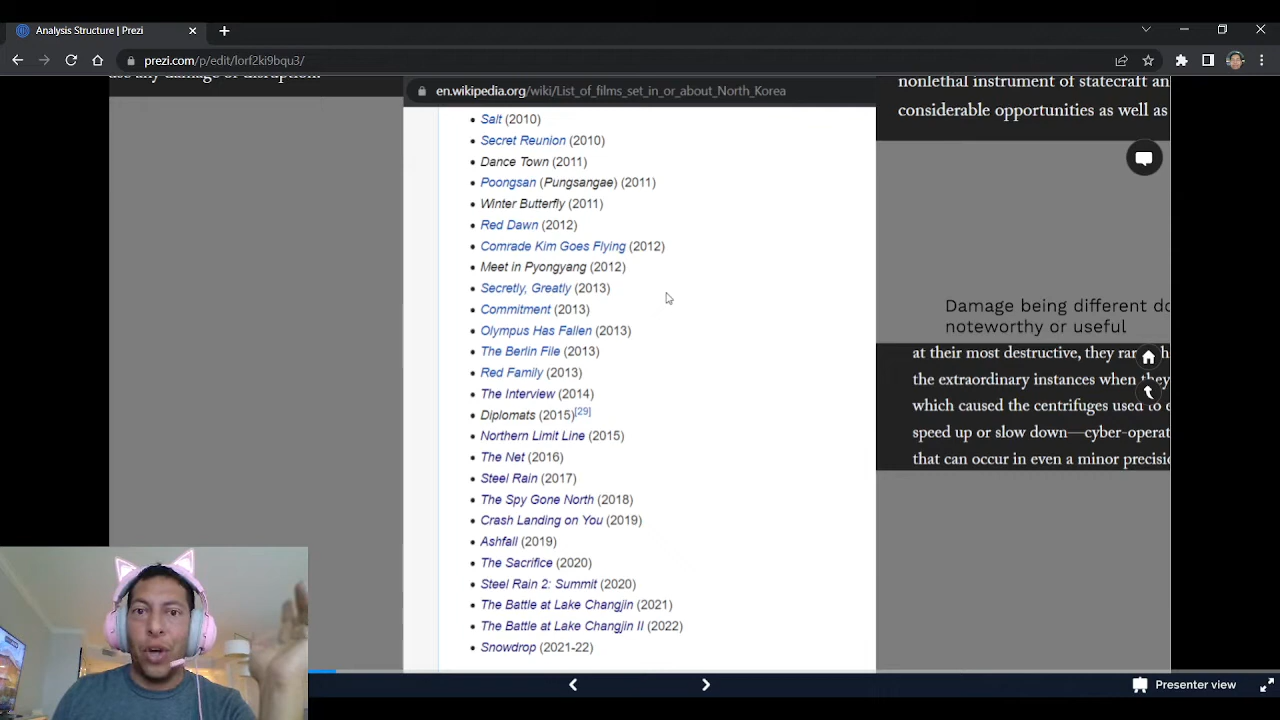 Analysis Structure | Prezi
prezi.com/p/edit/lorf2ki9bqu3/
use any damage or disruption.
en.wikipedia.org/wiki/List_of_films_set_in_or_about_North_Korea
• Salt (2010)
• Secret Reunion (2010)
• Dance Town (2011)
• Poongsan (Pungsangae) (2011)
• Winter Butterfly (2011)
• Red Dawn (2012)
• Comrade Kim Goes Flying (2012)
• Meet in Pyongyang (2012)
• Secretly, Greatly (2013)
• Commitment (2013)
• Olympus Has Fallen (2013)
• The Berlin File (2013)
• Red Family (2013)
• The Interview (2014)
• Diplomats (2015)[29]
• Northern Limit Line (2015)
• The Net (2016)
• Steel Rain (2017)
• The Spy Gone North (2018)
• Crash Landing on You (2019)
• Ashfall (2019)
• The Sacrifice (2020)
• Steel Rain 2: Summit (2020)
• The Battle at Lake Changjin (2021)
• The Battle at Lake Changjin II (2022)
• Snowdrop (2021-22)
nonlethal instrument of statecraft an
considerable opportunities as well as
Damage being different do
noteworthy or useful
at their most destructive, they
the extraordinary instances when they
which caused the centrifuges used to
speed up or slow down—cyber-operat
that can occur in even a minor precisi
Presenter view